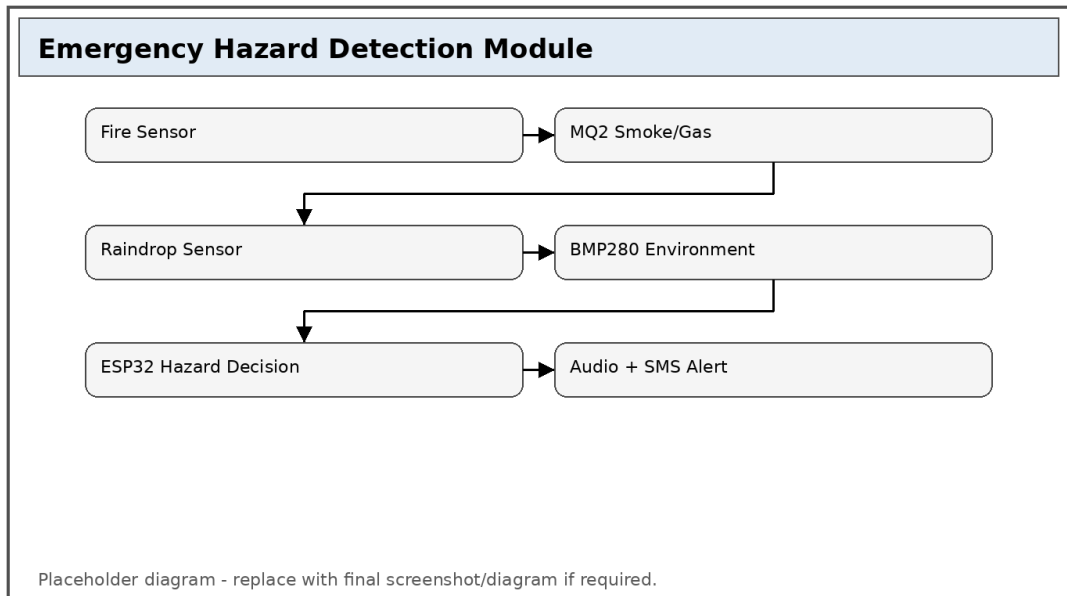 Emergency Hazard Detection Module
Fire Sensor
MQ2 Smoke/Gas
Raindrop Sensor
BMP280 Environment
ESP32 Hazard Decision
Audio + SMS Alert
Placeholder diagram - replace with final screenshot/diagram if required.